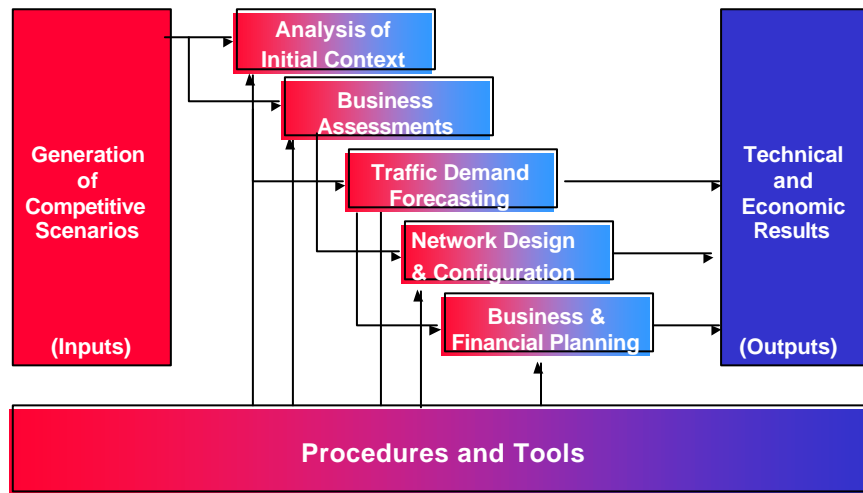 Generation
of
Competitive
Scenarios
(Inputs)
Analysis of
Initial Context
Business
Assessments
Traffic Demand
Forecasting
Network Design
& Configuration
Business &
Financial Planning
Technical
and
Economic
Results
(Outputs)
Procedures and Tools